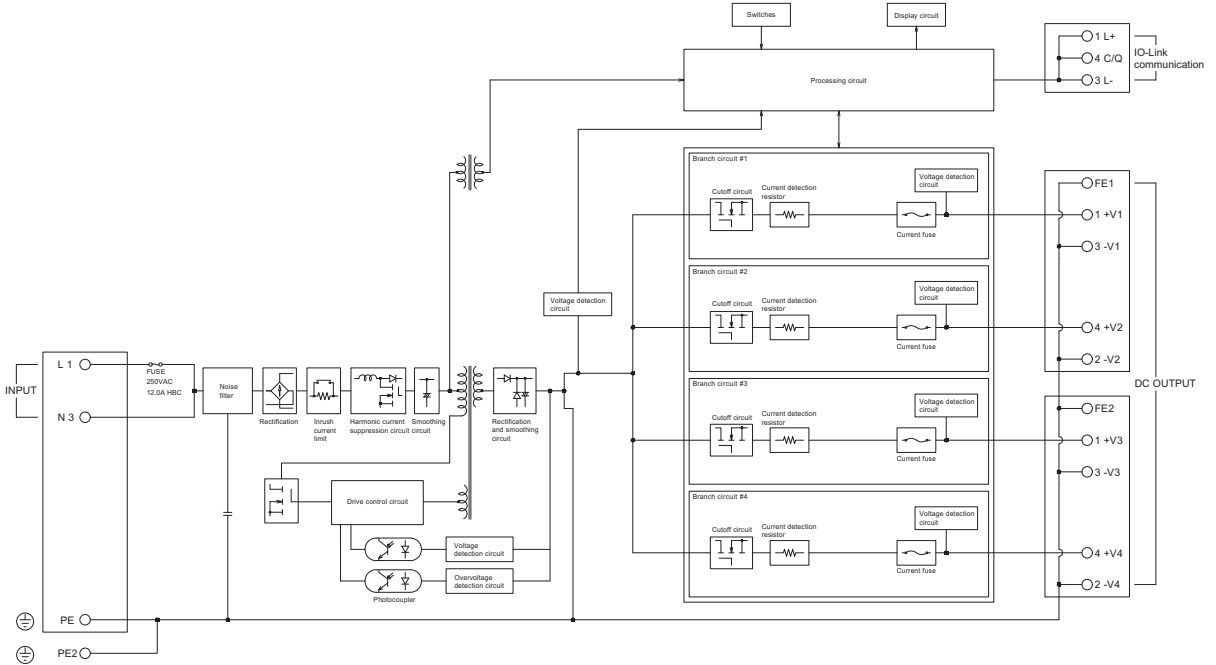 Switches
Display circuit
Processing circuit
1 L+
4 C/Q
3 L-
IO-Link
communication
Branch circuit #1
Cutoff circuit
Current detection
resistor
Voltage detection
circuit
Current fuse
Branch circuit #2
Cutoff circuit
Current detection
resistor
Voltage detection
circuit
Current fuse
Branch circuit #3
Cutoff circuit
Current detection
resistor
Voltage detection
circuit
Current fuse
Branch circuit #4
Cutoff circuit
Current detection
resistor
Voltage detection
circuit
Current fuse
FE1
1 +V1
3 -V1
4 +V2
2 -V2
DC OUTPUT
FE2
1 +V3
3 -V3
4 +V4
2 -V4
Voltage detection
circuit
INPUT
L 1
N 3
PE
PE2
FUSE
250VAC
12.0A HBC
Noise
filter
Rectification
Inrush
current
limit
Harmonic current
suppression circuit
Smoothing
circuit
Rectification
and smoothing
circuit
Drive control circuit
Voltage
detection circuit
Overvoltage
detection circuit
Photocoupler